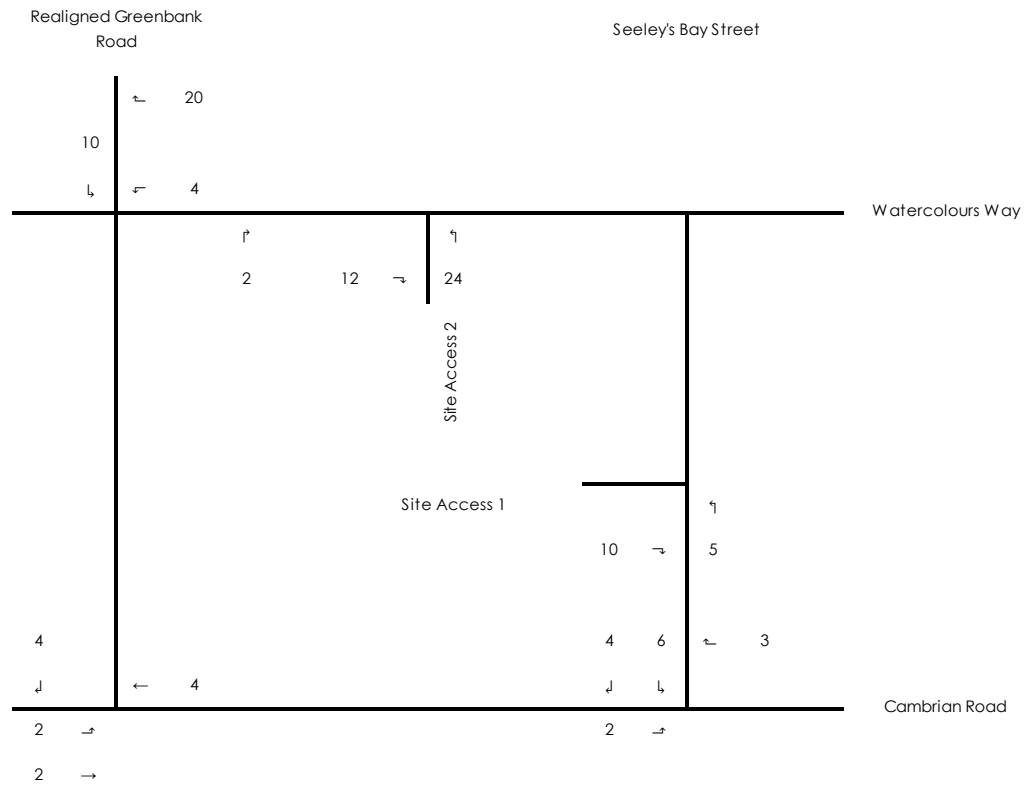 Realigned Greenbank
Road
Seeley's Bay Street
20
10
4
Watercolours Way
2
12
24
Site Access 2
Site Access 1
10
5
4
4
6
3
4
Cambrian Road
2
2
2